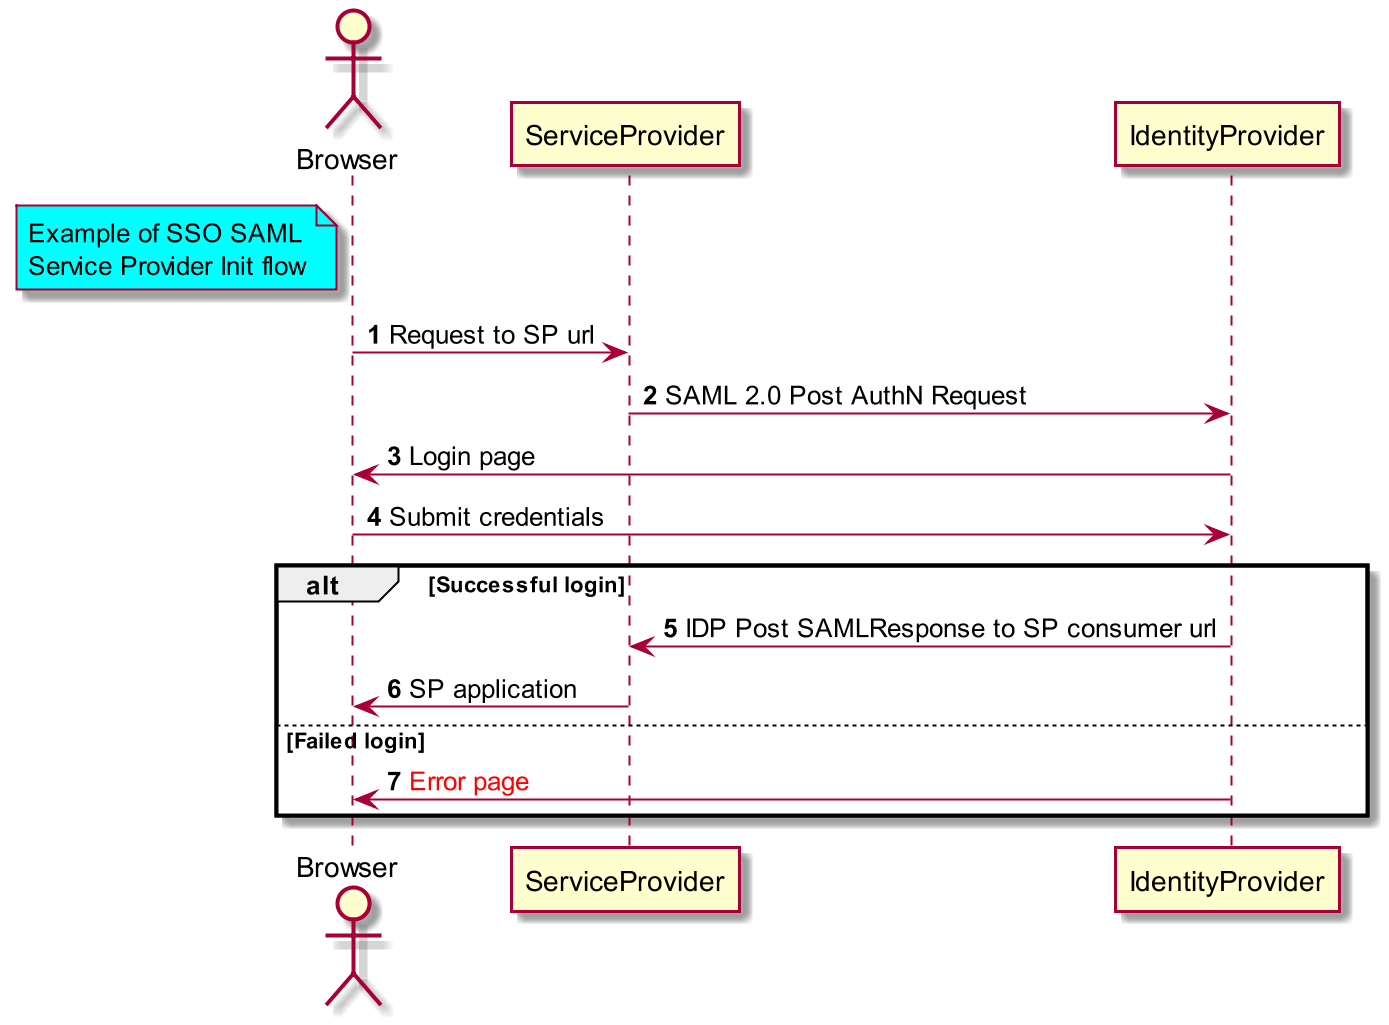 Browser
ServiceProvider
IdentityProvider
Example of SSO SAML
Service Provider Init flow
1 Request to SP url
2 SAML 2.0 Post AuthN Request
3 Login page
4 Submit credentials
alt [Successful login]
5 IDP Post SAMLResponse to SP consumer url
6 SP application
[Failed login]
7 Error page
Browser
ServiceProvider
IdentityProvider